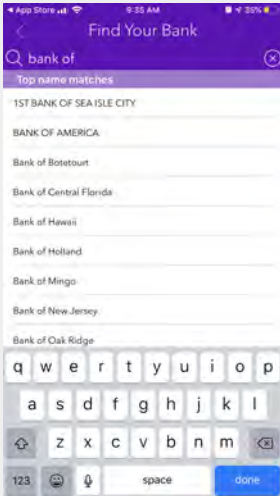 App Store 9:35 AM 35%
Find Your Bank
bank of
Top name matches
1ST BANK OF SEA ISLE CITY
BANK OF AMERICA
Bank of Botetourt
Bank of Central Florida
Bank of Hawaii
Bank of Holland
Bank of Mingo
Bank of New Jersey
Bank of Oak Ridge
q w e r t y u i o p
a s d f g h j k l
z x c v b n m
123 space done